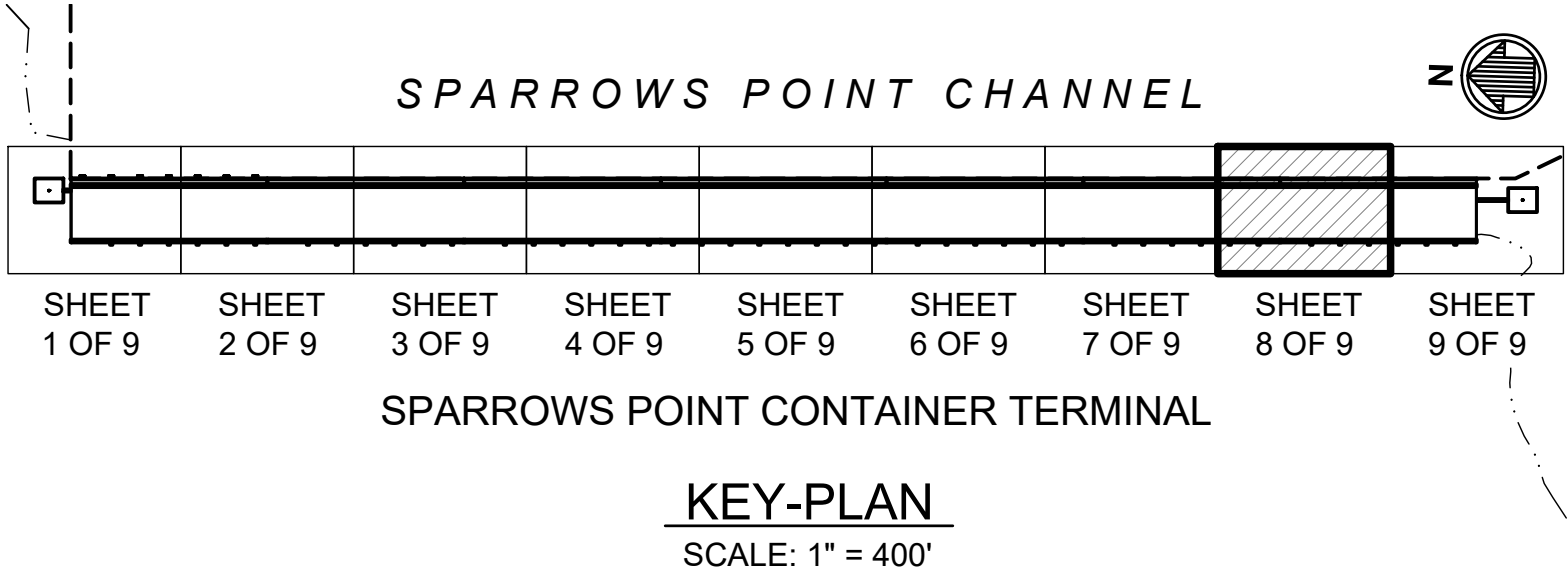 SPARROWS POINT CHANNEL
N
SHEET 1 OF 9
SHEET 2 OF 9
SHEET 3 OF 9
SHEET 4 OF 9
SHEET 5 OF 9
SHEET 6 OF 9
SHEET 7 OF 9
SHEET 8 OF 9
SHEET 9 OF 9
SPARROWS POINT CONTAINER TERMINAL
KEY-PLAN
SCALE: 1" = 400'